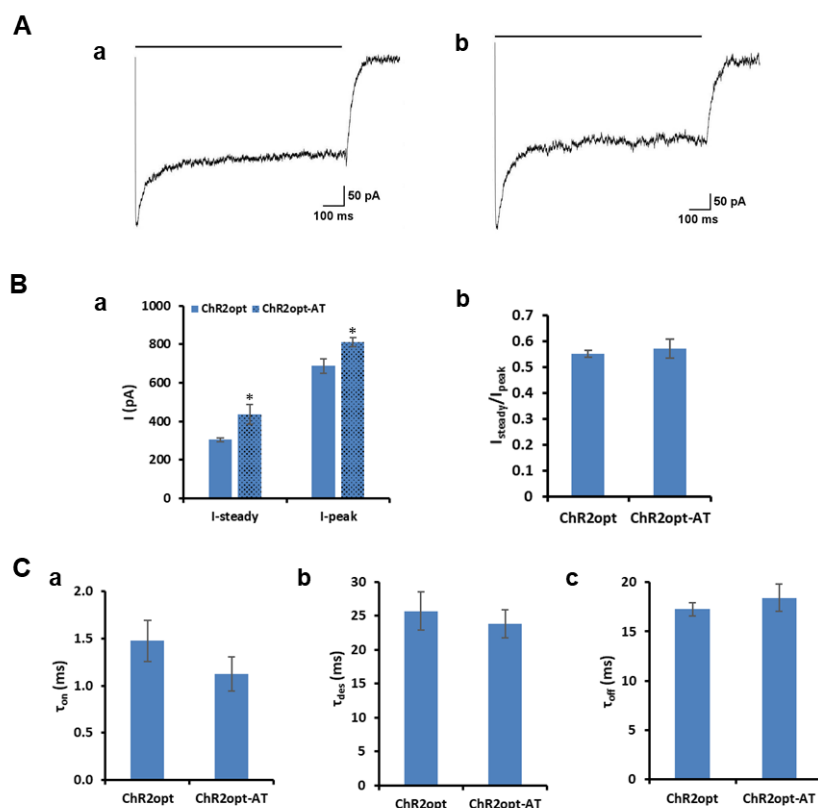 A
a
b
50 pA
100 ms
50 pA
100 ms
B
a
ChR2opt ChR2opt-AT
I (pA)
1000
800
600
400
200
0
*
*
I-steady I-peak
b
Isteady/Ipeak
0.7
0.6
0.5
0.4
0.3
0.2
0.1
0
ChR2opt ChR2opt-AT
C
a
τon (ms)
2.0
1.5
1.0
0.5
0.0
ChR2opt ChR2opt-AT
b
τdes (ms)
30
25
20
15
10
5
0
ChR2opt ChR2opt-AT
c
τoff (ms)
20
15
10
5
0
ChR2opt ChR2opt-AT